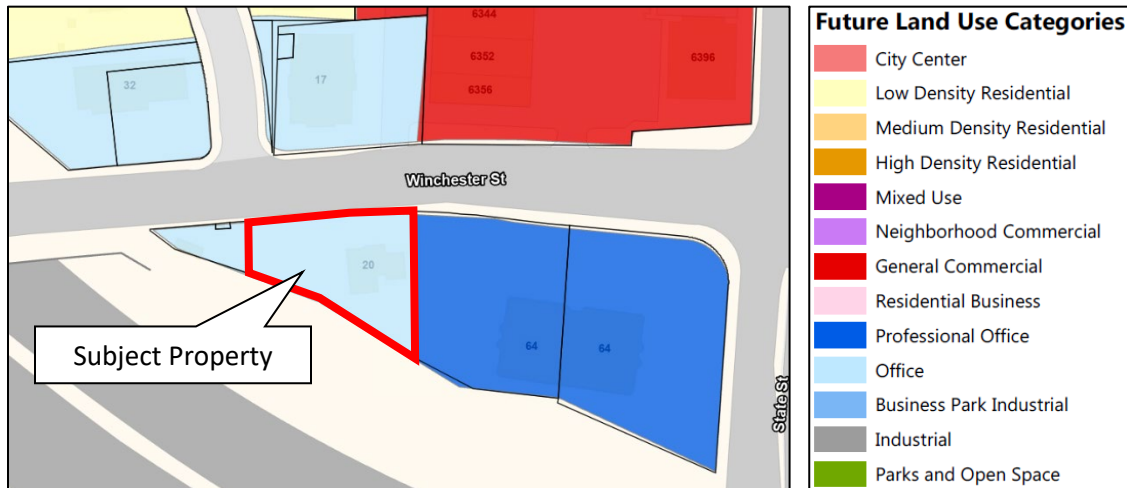 6344
6352
6396
17
32
6356
Winchester St
20
Subject Property
64
64
State St
Future Land Use Categories
City Center
Low Density Residential
Medium Density Residential
High Density Residential
Mixed Use
Neighborhood Commercial
General Commercial
Residential Business
Professional Office
Office
Business Park Industrial
Industrial
Parks and Open Space